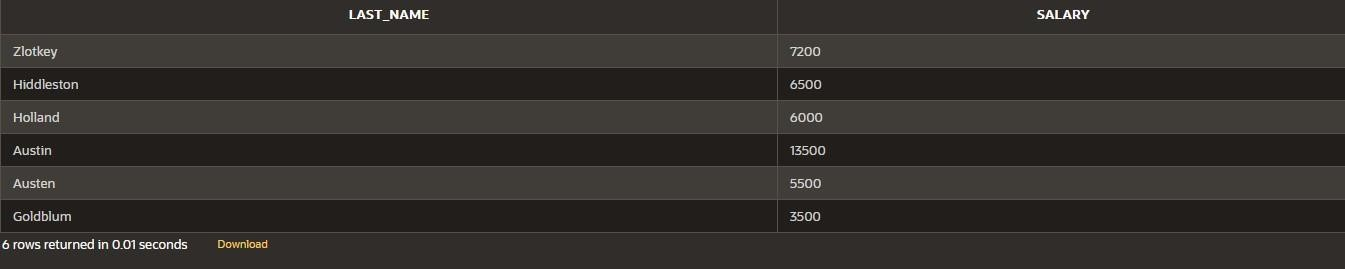 LAST_NAME SALARY
Zlotkey 7200
Hiddleston 6500
Holland 6000
Austin 13500
Austen 5500
Goldblum 3500
6 rows returned in 0.01 seconds Download